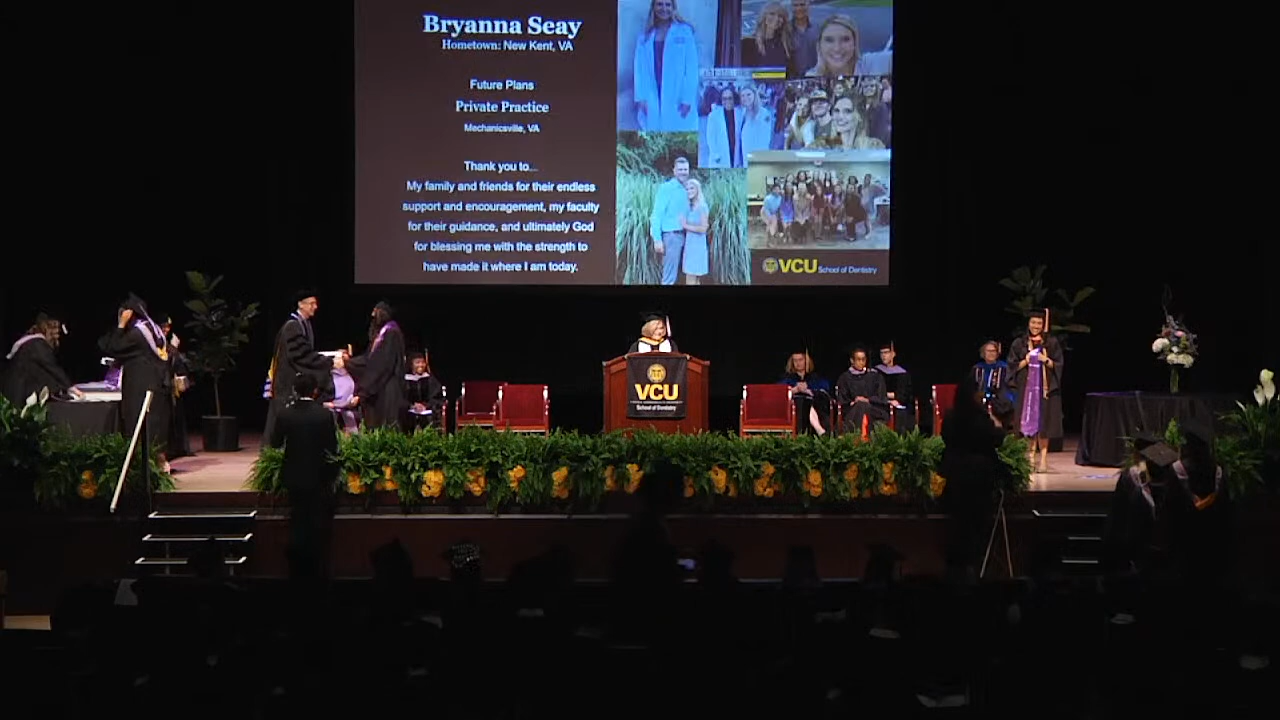 Bryanna Seay
Hometown: New Kent, VA
Future Plans
Private Practice
Mechanicsville, VA
Thank you to...
My family and friends for their endless
support and encouragement, my faculty
for their guidance, and ultimately God
for blessing me with the strength to
have made it where I am today.
VCU School of Dentistry
VCU
School of Dentistry